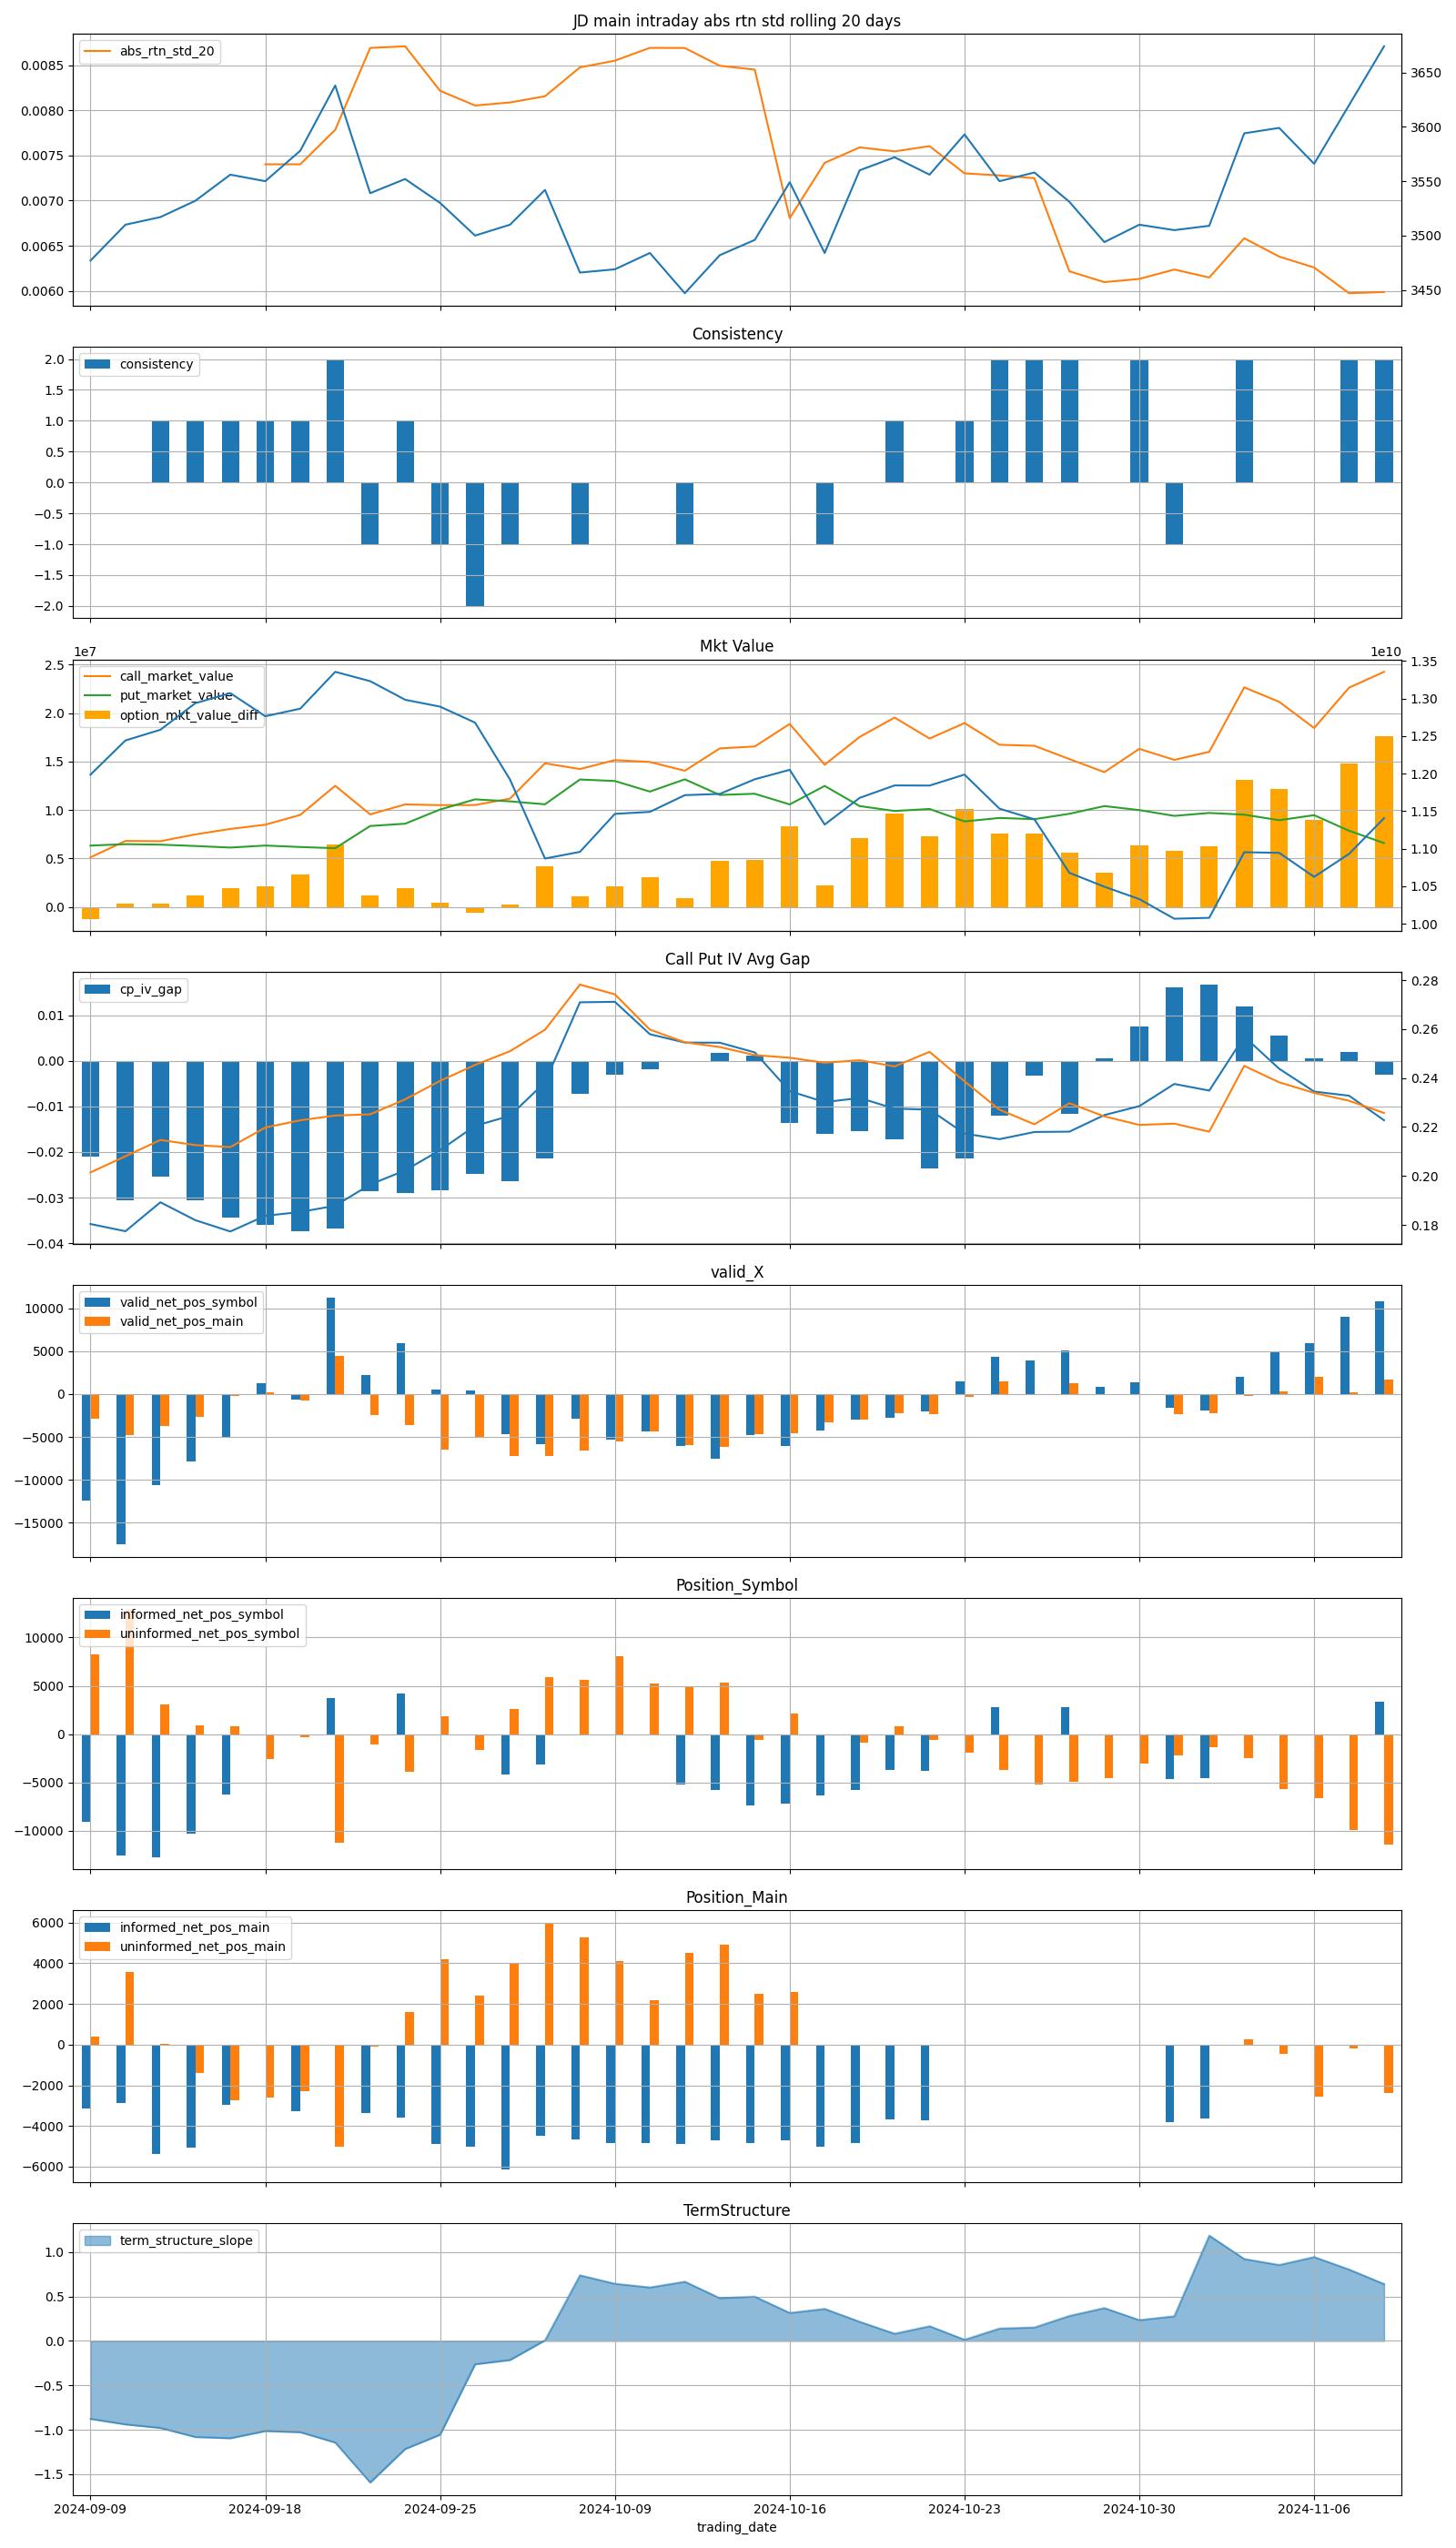 JD main intraday abs rtn std rolling 20 days
abs_rtn_std_20
0.0085
0.0080
0.0075
0.0070
0.0065
0.0060
3650
3600
3550
3500
3450
Consistency
consistency
2.0
1.5
1.0
0.5
0.0
−0.5
−1.0
−1.5
−2.0
Mkt Value
1e7
1e10
call_market_value
put_market_value
option_mkt_value_diff
2.5
2.0
1.5
1.0
0.5
0.0
1.35
1.30
1.25
1.20
1.15
1.10
1.05
1.00
Call Put IV Avg Gap
cp_iv_gap
0.01
0.00
−0.01
−0.02
−0.03
−0.04
0.28
0.26
0.24
0.22
0.20
0.18
valid_X
valid_net_pos_symbol
valid_net_pos_main
10000
5000
0
−5000
−10000
−15000
Position_Symbol
informed_net_pos_symbol
uninformed_net_pos_symbol
10000
5000
0
−5000
−10000
Position_Main
informed_net_pos_main
uninformed_net_pos_main
6000
4000
2000
0
−2000
−4000
−6000
TermStructure
term_structure_slope
1.0
0.5
0.0
−0.5
−1.0
−1.5
2024-09-09 2024-09-18 2024-09-25 2024-10-09 2024-10-16 2024-10-23 2024-10-30 2024-11-06
trading_date